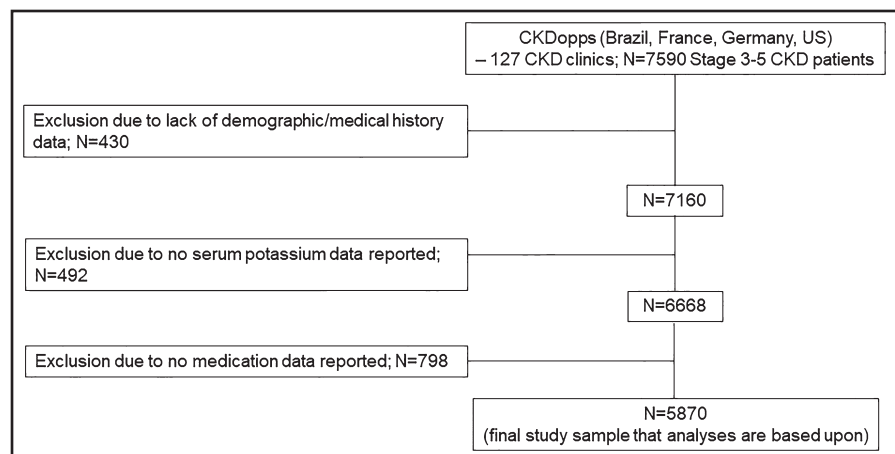 CKDopps (Brazil, France, Germany, US)
– 127 CKD clinics; N=7590 Stage 3-5 CKD patients
Exclusion due to lack of demographic/medical history
data; N=430
N=7160
Exclusion due to no serum potassium data reported;
N=492
N=6668
Exclusion due to no medication data reported; N=798
N=5870
(final study sample that analyses are based upon)